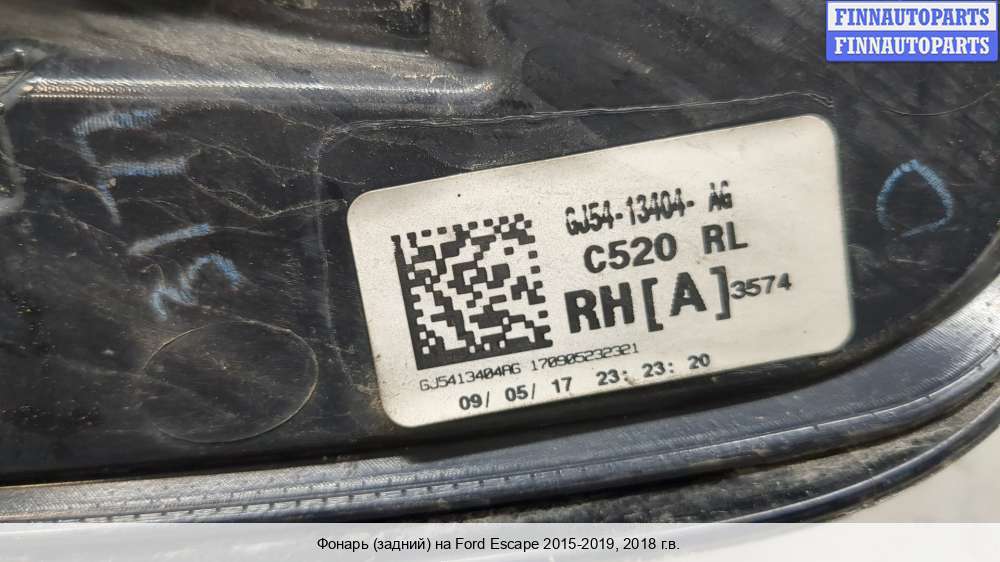 FINNAUTOPARTS
FINNAUTOPARTS
GJ54-13404- AG
C520 RL
RH[A]3574
GJ5413404AG 170905232321
09/ 05/ 17 23: 23: 20
Фонарь (задний) на Ford Escape 2015-2019, 2018 г.в.